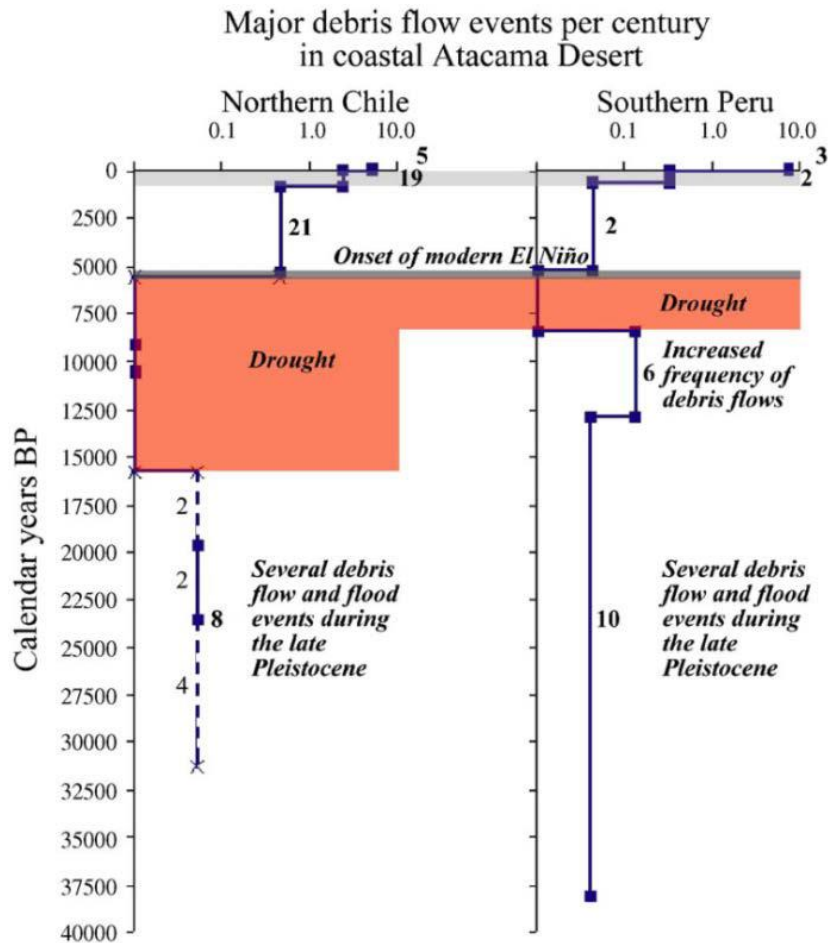 Major debris flow events per century
in coastal Atacama Desert
Northern Chile
Southern Peru
0.1 1.0 10.0
0.1 1.0 10.0
5
3
0
19
2
2500
21
2
Onset of modern El Niño
5000
7500
Drought
Drought
10000
Increased
6 frequency of
debris flows
12500
15000
Calendar years BP
17500
2
20000
2
22500
8
Several debris
flow and flood
events during
the late
Pleistocene
10
Several debris
flow and flood
events during
the late
Pleistocene
25000
4
27500
30000
32500
35000
37500
40000